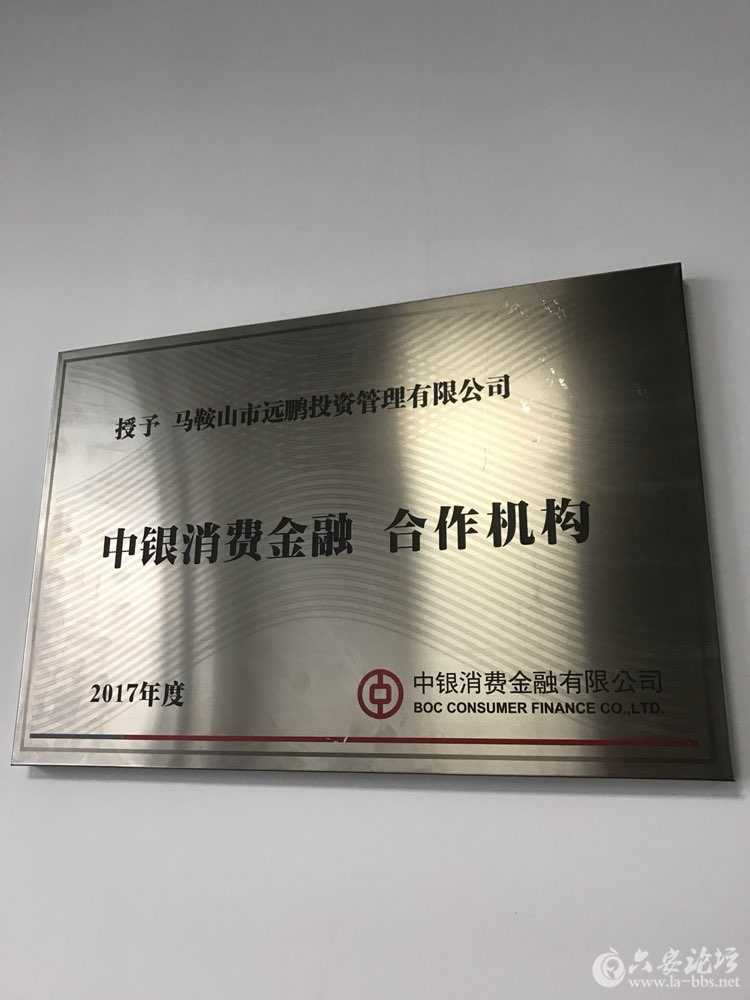 授予 马鞍山市远鹏投资管理有限公司
中银消费金融 合作机构
2017年度
中银消费金融有限公司
BOC CONSUMER FINANCE CO.,LTD.
六安论坛
www.la-bbs.net